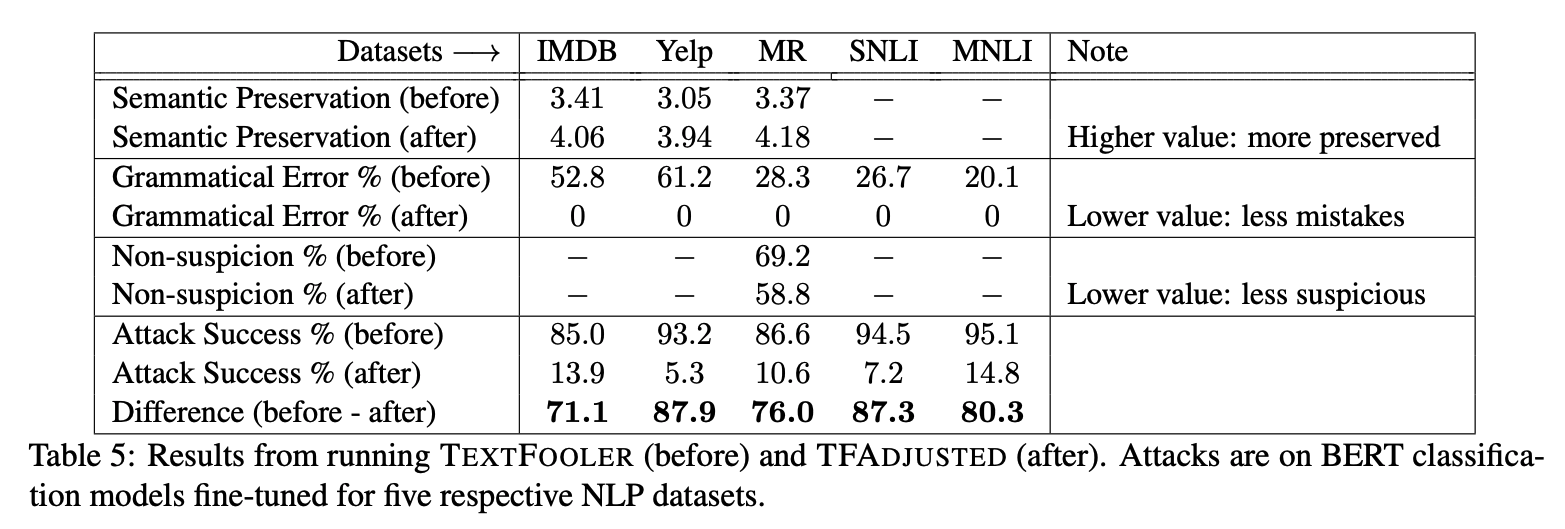 Datasets ⟶ IMDB Yelp MR SNLI MNLI Note
Semantic Preservation (before) 3.41 3.05 3.37 − −
Semantic Preservation (after) 4.06 3.94 4.18 − − Higher value: more preserved
Grammatical Error % (before) 52.8 61.2 28.3 26.7 20.1
Grammatical Error % (after) 0 0 0 0 0 Lower value: less mistakes
Non-suspicion % (before) − − 69.2 − −
Non-suspicion % (after) − − 58.8 − − Lower value: less suspicious
Attack Success % (before) 85.0 93.2 86.6 94.5 95.1
Attack Success % (after) 13.9 5.3 10.6 7.2 14.8
Difference (before - after) 71.1 87.9 76.0 87.3 80.3
Table 5: Results from running TEXTFOOLER (before) and TFADJUSTED (after). Attacks are on BERT classifica-
tion models fine-tuned for five respective NLP datasets.